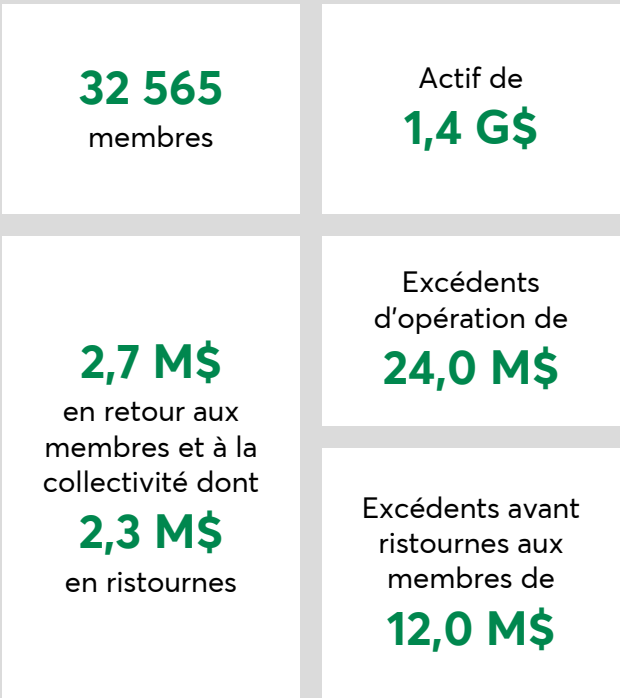 32 565
membres
Actif de
1,4 G$
2,7 M$
en retour aux
membres et à la
collectivité dont
2,3 M$
en ristournes
Excédents
d’opération de
24,0 M$
Excédents avant
ristournes aux
membres de
12,0 M$